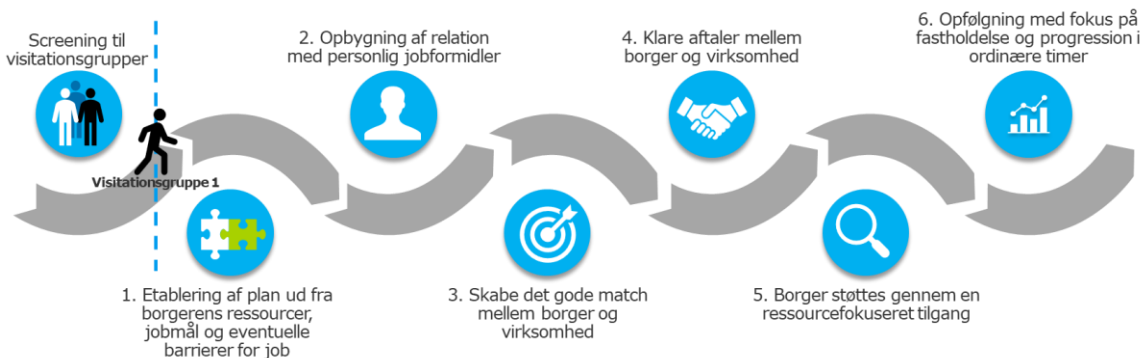 Screening til
visitationsgrupper
Visitationsgruppe 1
1. Etablering af plan ud fra
borgerens ressourcer,
jobmål og eventuelle
barrierer for job
2. Opbygning af relation
med personlig jobformidler
3. Skabe det gode match
mellem borger og
virksomhed
4. Klare aftaler mellem
borger og virksomhed
5. Borger støttes gennem en
ressourcefokuseret tilgang
6. Opfølgning med fokus på
fastholdelse og progression i
ordinære timer